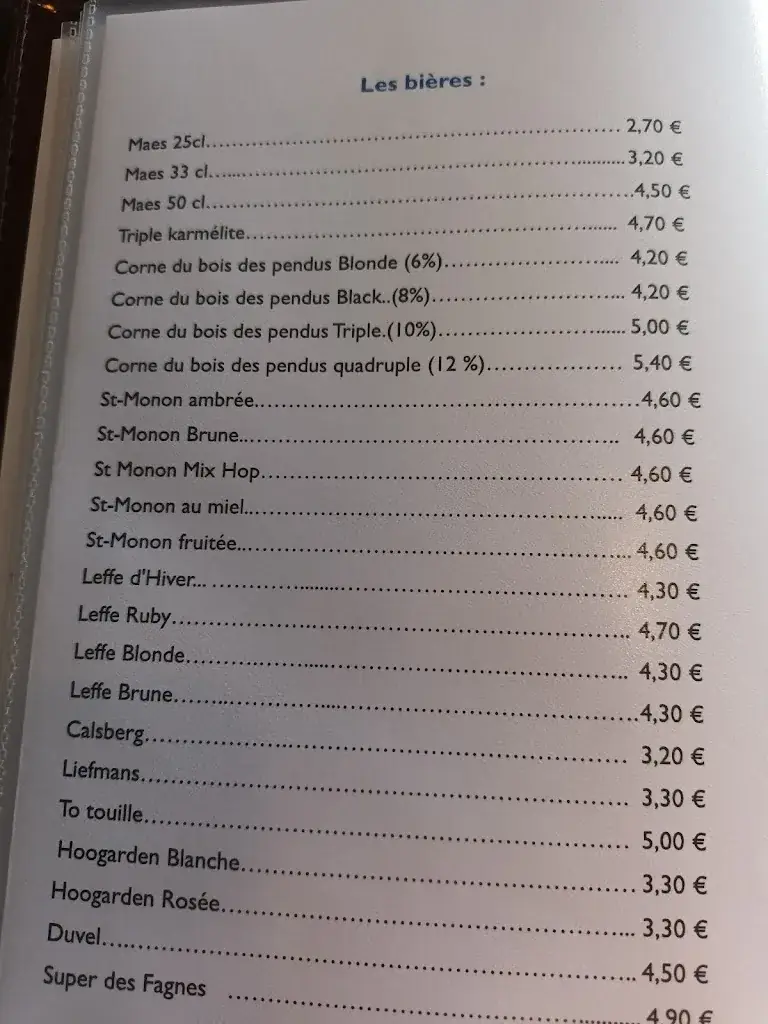 Les bières :
Maes 25cl.......... 2,70 €
Maes 33 cl.......... 3,20 €
Maes 50 cl.......... 4,50 €
Triple karmélite.......... 4,70 €
Corne du bois des pendus Blonde (6%).......... 4,20 €
Corne du bois des pendus Black..(8%).......... 4,20 €
Corne du bois des pendus Triple.(10%).......... 5,00 €
Corne du bois des pendus quadruple (12 %).......... 5,40 €
St-Monon ambrée.......... 4,60 €
St-Monon Brune.......... 4,60 €
St Monon Mix Hop.......... 4,60 €
St-Monon au miel.......... 4,60 €
St-Monon fruitée.......... 4,60 €
Leffe d'Hiver... .......... 4,30 €
Leffe Ruby.......... 4,70 €
Leffe Blonde.......... 4,30 €
Leffe Brune.......... 4,30 €
Calsberg.......... 3,20 €
Liefmans.......... 3,30 €
To touille.......... 5,00 €
Hoogarden Blanche.......... 3,30 €
Hoogarden Rosée.......... 3,30 €
Duvel.......... 4,50 €
Super des Fagnes .......... 4,90 €